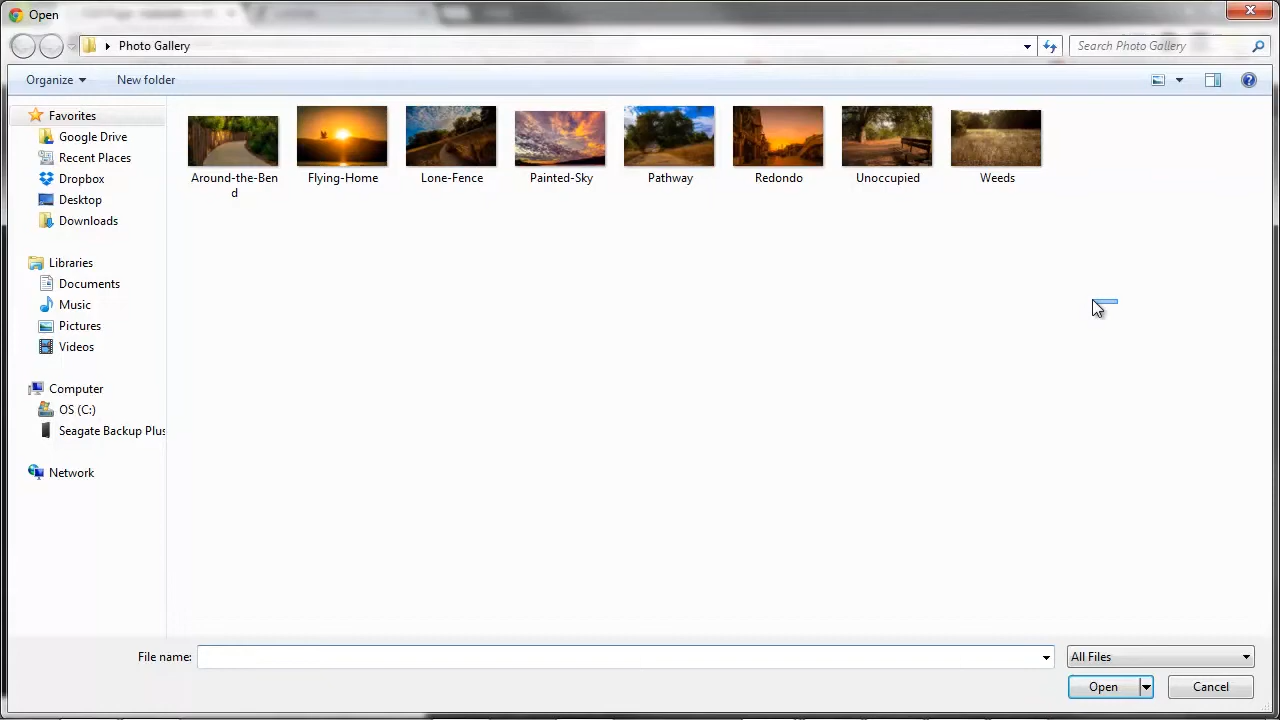 Open
Photo Gallery
Search Photo Gallery
Organize
New folder
Favorites
Google Drive
Recent Places
Dropbox
Desktop
Downloads
Libraries
Documents
Music
Pictures
Videos
Computer
OS (C:)
Seagate Backup Plus
Network
Around-the-Ben
d
Flying-Home
Lone-Fence
Painted-Sky
Pathway
Redondo
Unoccupied
Weeds
File name:
All Files
Open
Cancel